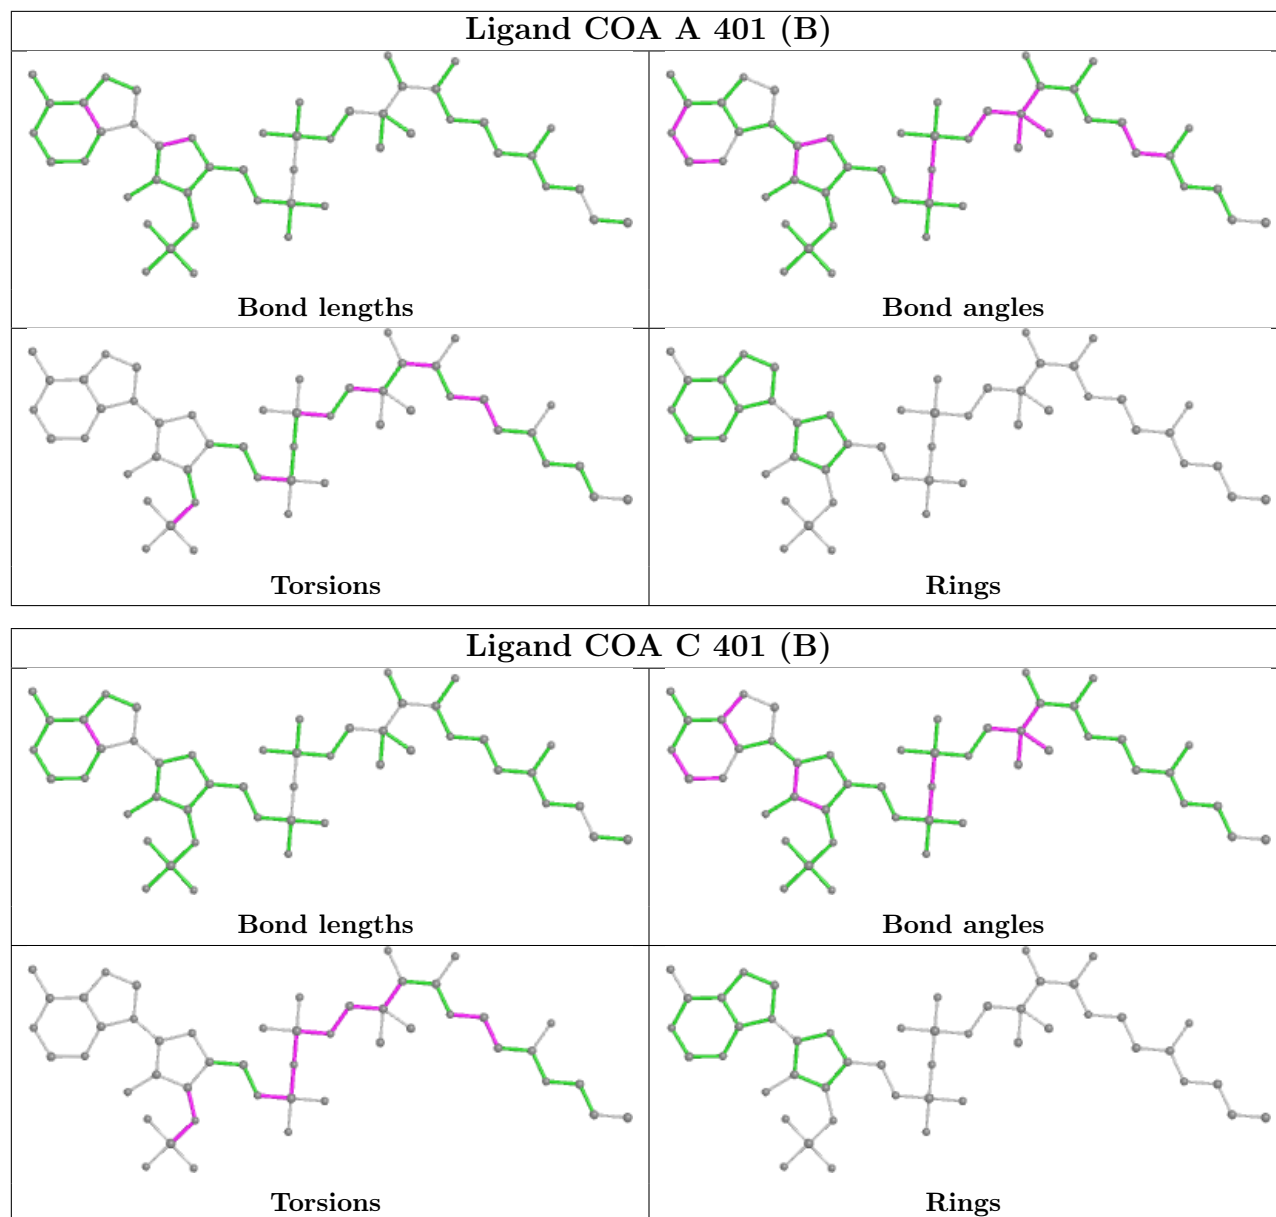 Ligand COA A 401 (B)
Bond lengths
Bond angles
Torsions
Rings
Ligand COA C 401 (B)
Bond lengths
Bond angles
Torsions
Rings